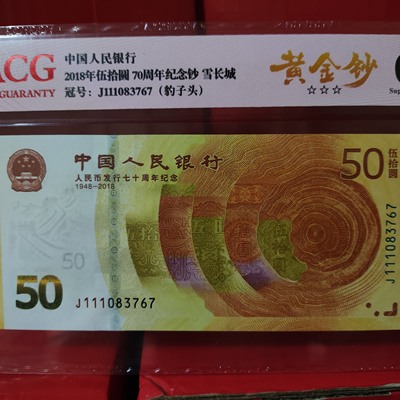 ACG
GUARANTY
中国人民银行
2018年伍拾圆 70周年纪念钞 雪长城
冠号：J111083767（豹子头）
黄金钞
☆☆☆
Sup
中国人民银行
人民币发行七十周年纪念
1948-2018
50
伍拾圆
50
50
J111083767
J111083767